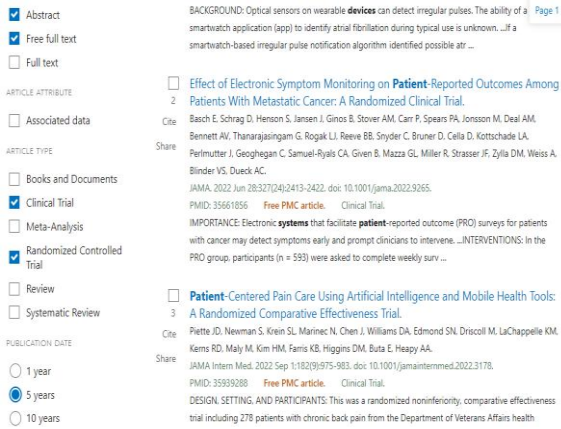 Abstract
Free full text
Full text
ARTICLE ATTRIBUTE
Associated data
ARTICLE TYPE
Books and Documents
Clinical Trial
Meta-Analysis
Randomized Controlled
Trial
Review
Systematic Review
PUBLICATION DATE
1 year
5 years
10 years
BACKGROUND: Optical sensors on wearable devices can detect irregular pulses. The ability of a
smartwatch application (app) to identify atrial fibrillation during typical use is unknown. ...If a
smartwatch-based irregular pulse notification algorithm identified possible atr ...
Page 1
2
Cite
Share
Effect of Electronic Symptom Monitoring on Patient-Reported Outcomes Among
Patients With Metastatic Cancer: A Randomized Clinical Trial.
Basch E, Schrag D, Henson S, Jansen J, Ginos B, Stover AM, Carr P, Spears PA, Jonsson M, Deal AM,
Bennett AV, Thanarajasingam G, Rogak LJ, Reeve BB, Snyder C, Bruner D, Cella D, Kottschade LA,
Perlmutter J, Geoghegan C, Samuel-Ryals CA, Given B, Mazza GL, Miller R, Strasser JF, Zylla DM, Weiss A,
Blinder VS, Dueck AC.
JAMA. 2022 Jun 28;327(24):2413-2422. doi: 10.1001/jama.2022.9265.
PMID: 35661856 Free PMC article. Clinical Trial.
IMPORTANCE: Electronic systems that facilitate patient-reported outcome (PRO) surveys for patients
with cancer may detect symptoms early and prompt clinicians to intervene. ...INTERVENTIONS: In the
PRO group, participants (n = 593) were asked to complete weekly surv ...
3
Cite
Share
Patient-Centered Pain Care Using Artificial Intelligence and Mobile Health Tools:
A Randomized Comparative Effectiveness Trial.
Piette JD, Newman S, Krein SL, Marinec N, Chen J, Williams DA, Edmond SN, Driscoll M, LaChappelle KM,
Kerns RD, Maly M, Kim HM, Farris KB, Higgins DM, Buta E, Heapy AA.
JAMA Intern Med. 2022 Sep 1;182(9):975-983. doi: 10.1001/jamainternmed.2022.3178.
PMID: 35939288 Free PMC article. Clinical Trial.
DESIGN, SETTING, AND PARTICIPANTS: This was a randomized noninferiority, comparative effectiveness
trial including 278 patients with chronic back pain from the Department of Veterans Affairs health